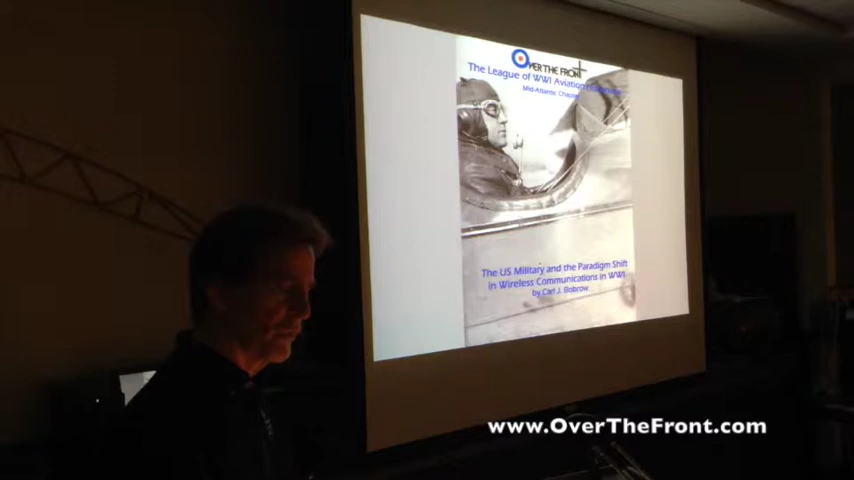 OVER THE FRONT
The League of WWI Aviation Historians
Mid-Atlantic Chapter
The US Military and the Paradigm Shift
in Wireless Communications in WWI
by Carl J. Bobrow
www.OverTheFront.com